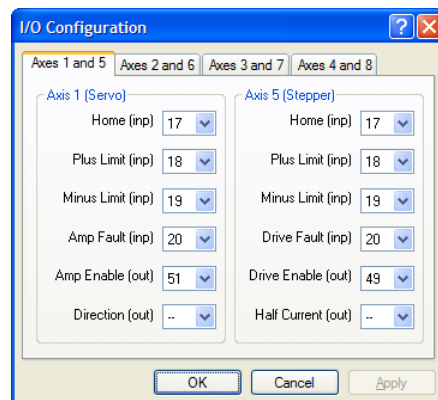 I/O Configuration
Axes 1 and 5 Axes 2 and 6 Axes 3 and 7 Axes 4 and 8
Axis 1 (Servo)
Home (inp) 17
Plus Limit (inp) 18
Minus Limit (inp) 19
Amp Fault (inp) 20
Amp Enable (out) 51
Direction (out) --
Axis 5 (Stepper)
Home (inp) 17
Plus Limit (inp) 18
Minus Limit (inp) 19
Drive Fault (inp) 20
Drive Enable (out) 49
Half Current (out) --
OK Cancel Apply